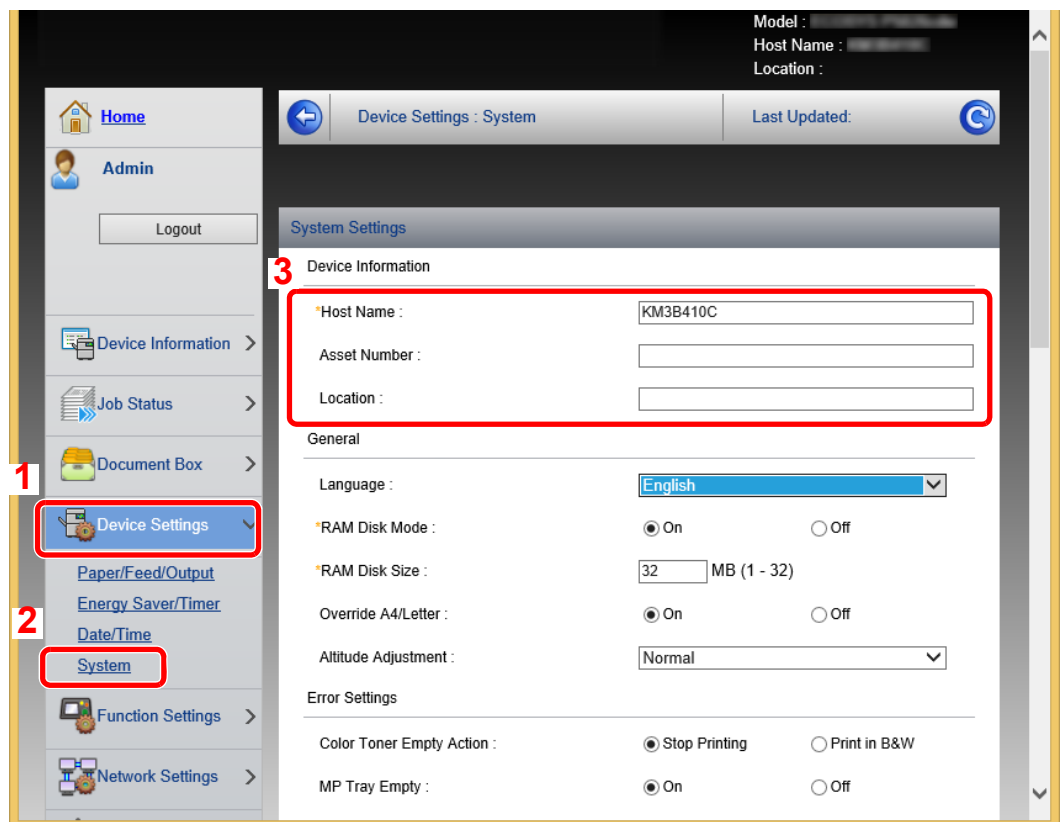 Model :
Host Name :
Location :
Home
Device Settings : System
Last Updated:
Admin
Logout
System Settings
3
Device Information
*Host Name :
KM3B410C
Asset Number :
Location :
Device Information
Job Status
Document Box
1
Device Settings
Paper/Feed/Output
Energy Saver/Timer
2
Date/Time
System
Function Settings
Network Settings
General
Language :
English
*RAM Disk Mode :
On
Off
*RAM Disk Size :
32
MB (1 - 32)
Override A4/Letter :
On
Off
Altitude Adjustment :
Normal
Error Settings
Color Toner Empty Action :
Stop Printing
Print in B&W
MP Tray Empty :
On
Off